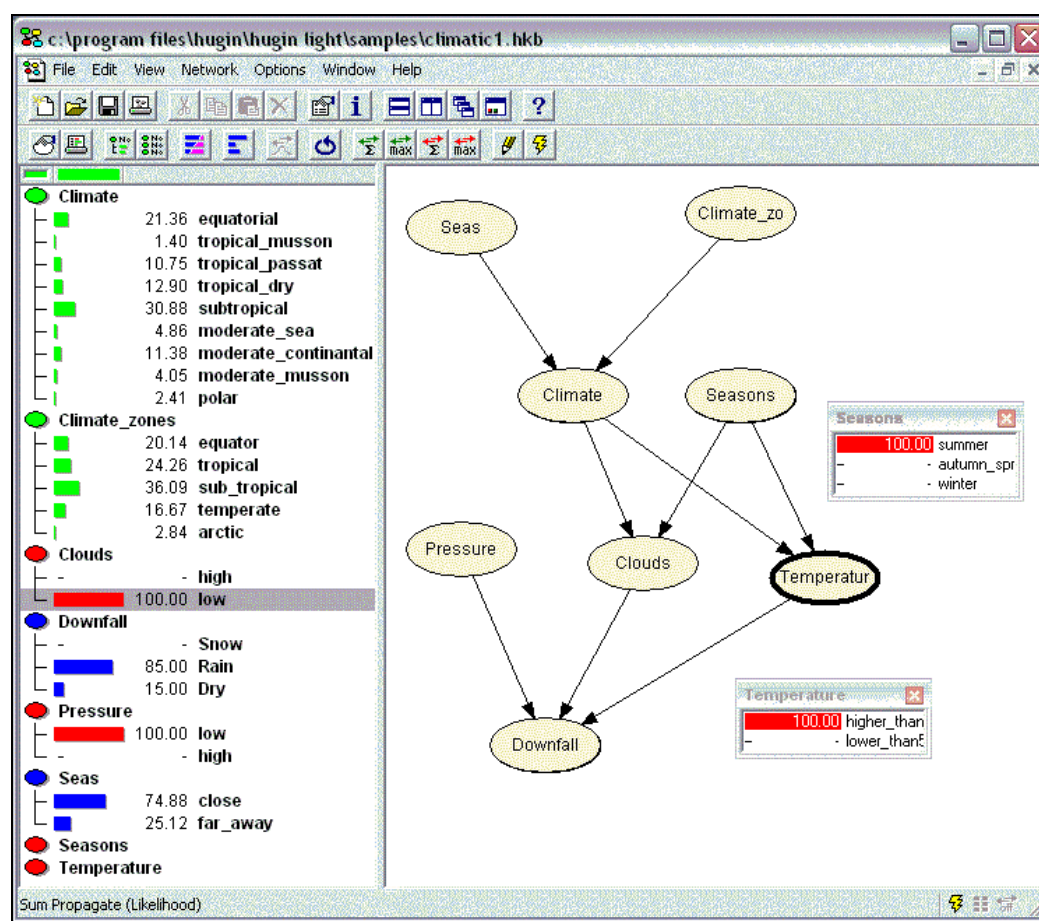 c:\program files\hugin\hugin light\samples\climatic1.hkb
File Edit View Network Options Window Help
Σ max Σ max
Climate
21.36 equatorial
1.40 tropical_musson
10.75 tropical_passat
12.90 tropical_dry
30.88 subtropical
4.86 moderate_sea
11.38 moderate_continantal
4.05 moderate_musson
2.41 polar
Climate_zones
20.14 equator
24.26 tropical
36.09 sub_tropical
16.67 temperate
2.84 arctic
Clouds
- - high
100.00 low
Downfall
- - Snow
85.00 Rain
15.00 Dry
Pressure
100.00 low
- high
Seas
74.88 close
25.12 far_away
Seasons
Temperature
Seas
Climate_zo
Climate
Seasons
Seasons
100.00 summer
- - autumn_spr
- - winter
Pressure
Clouds
Temperatur
Temperature
100.00 higher_than
- - lower_than5
Downfall
Sum Propagate (Likelihood)